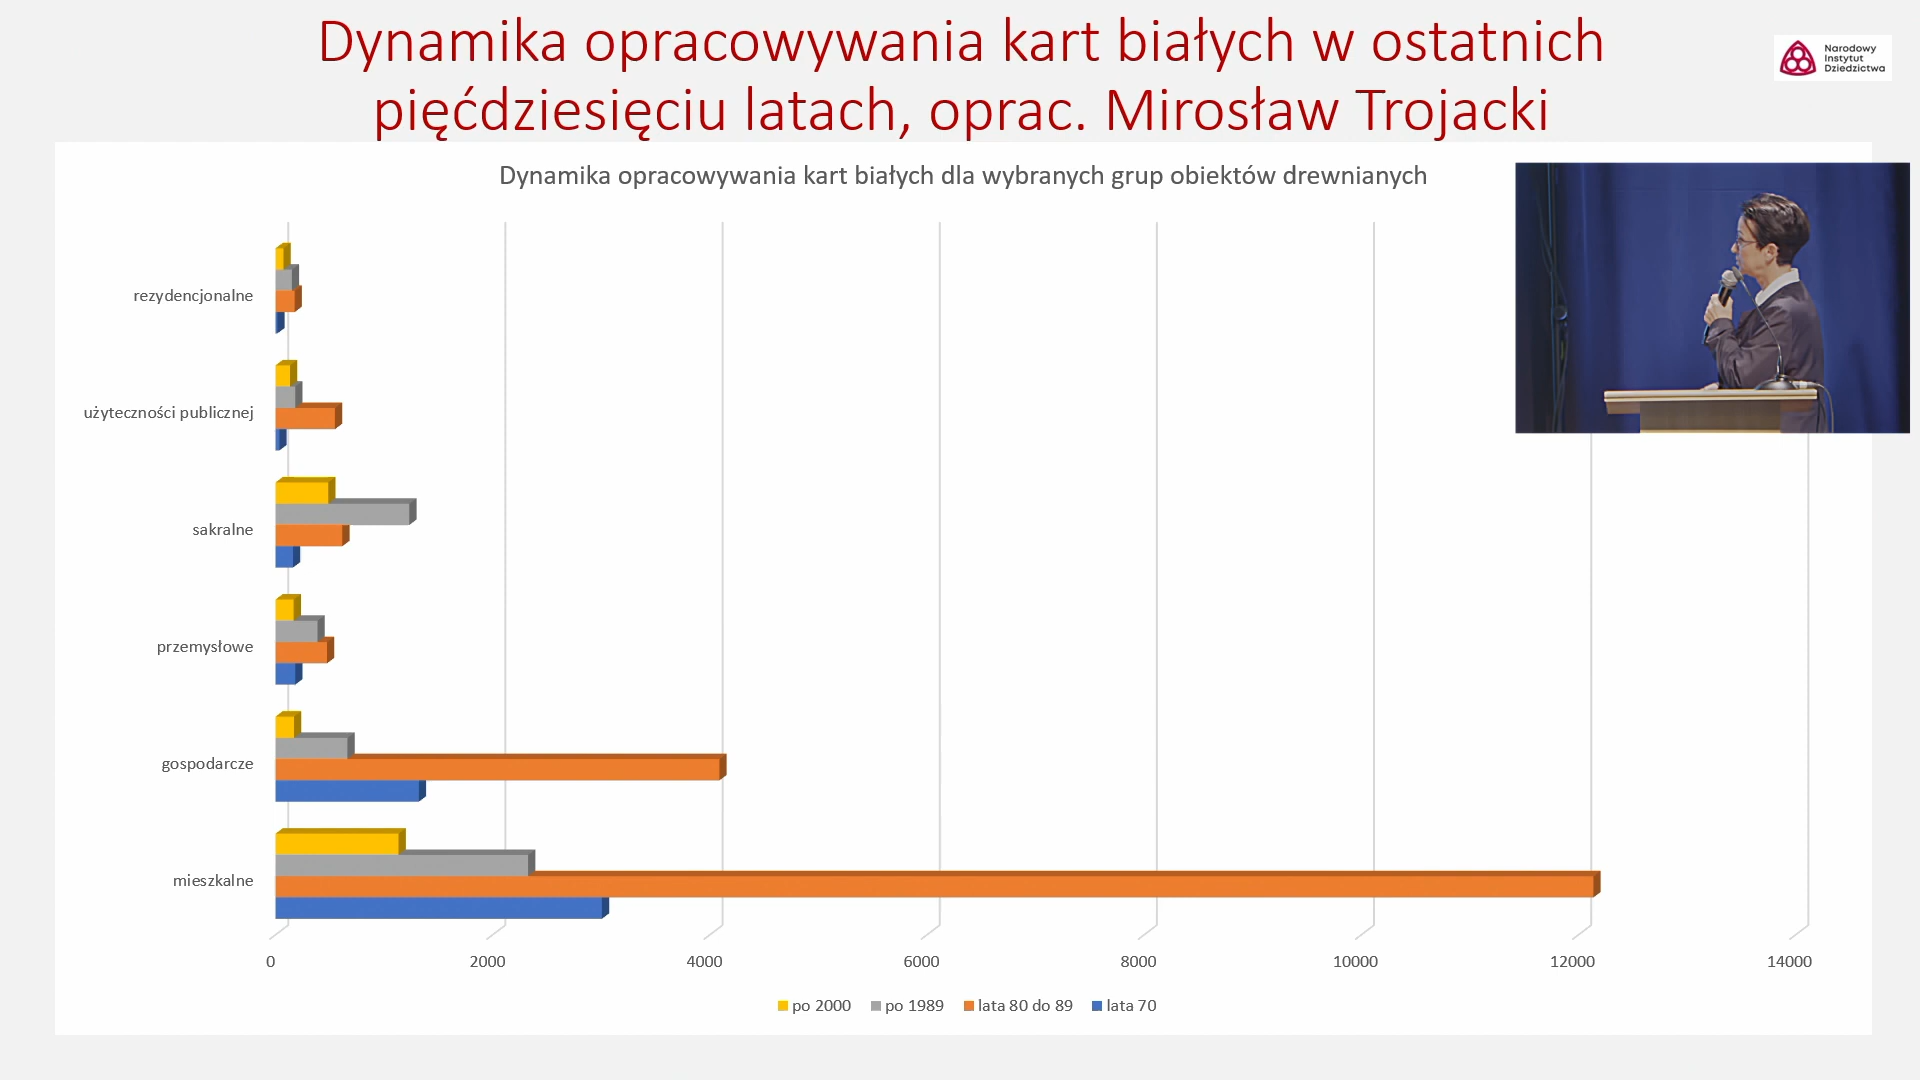 Dynamika opracowywania kart białych w ostatnich
pięćdziesięciu latach, oprac. Mirosław Trojacki
Narodowy
Instytut
Dziedzictwa
Dynamika opracowywania kart białych dla wybranych grup obiektów drewnianych
rezydencjonalne
użyteczności publicznej
sakralne
przemysłowe
gospodarcze
mieszkalne
0 2000 4000 6000 8000 10000 12000 14000
po 2000 po 1989 lata 80 do 89 lata 70